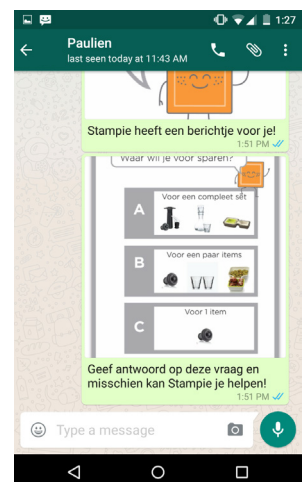 1:27
Paulien
last seen today at 11:43 AM
Stampie heeft een berichtje voor je!
1:51 PM
Waar wil je voor sparen?
Voor een compleet set
A
Voor een paar items
B
Voor 1 item
C
Geef antwoord op deze vraag en
misschien kan Stampie je helpen!
1:51 PM
Type a message